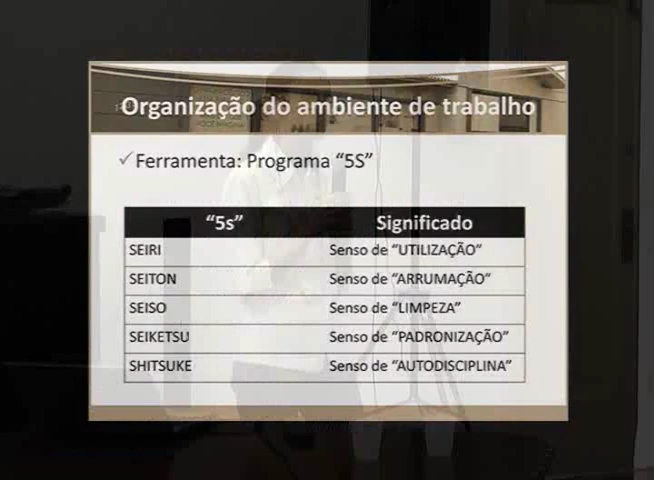 Organização do ambiente de trabalho
✓Ferramenta: Programa “5S”
“5s” Significado
SEIRI Senso de “UTILIZAÇÃO”
SEITON Senso de “ARRUMAÇÃO”
SEISO Senso de “LIMPEZA”
SEIKETSU Senso de “PADRONIZAÇÃO”
SHITSUKE Senso de “AUTODISCIPLINA”